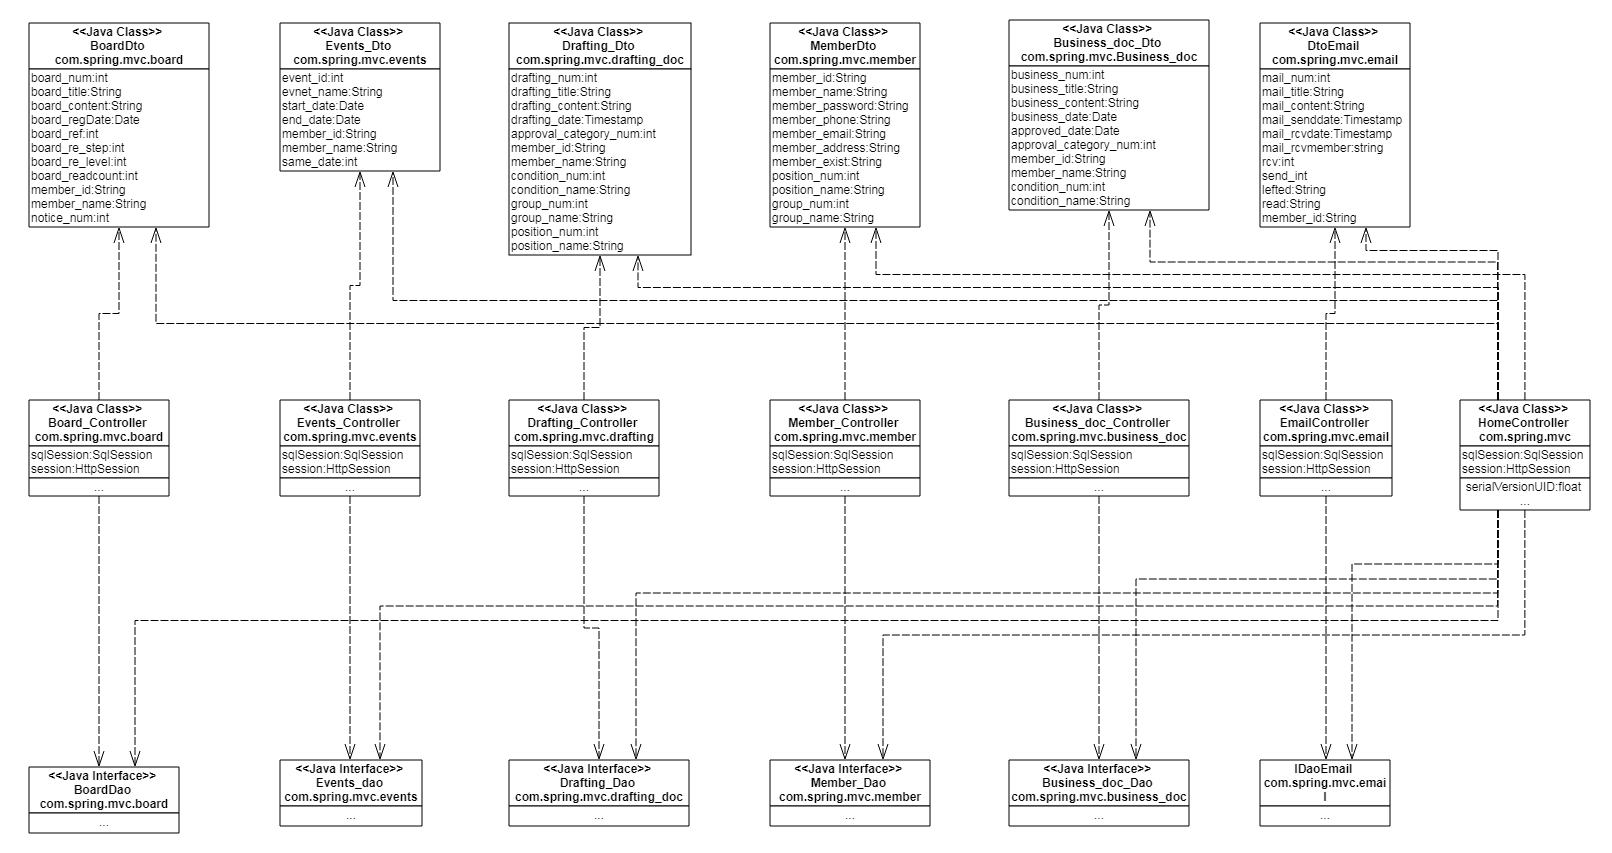 <<Java Class>>
BoardDto
com.spring.mvc.board
board_num:int
board_title:String
board_content:String
board_regDate:Date
board_ref:int
board_re_step:int
board_re_level:int
board_readcount:int
member_id:String
member_name:String
notice_num:int
<<Java Class>>
Events_Dto
com.spring.mvc.events
event_id:int
evnet_name:String
start_date:Date
end_date:Date
member_id:String
member_name:String
same_date:int
<<Java Class>>
Drafting_Dto
com.spring.mvc.drafting_doc
drafting_num:int
drafting_title:String
drafting_content:String
drafting_date:Timestamp
approval_category_num:int
member_id:String
member_name:String
condition_num:int
condition_name:String
group_num:int
group_name:String
position_num:int
position_name:String
<<Java Class>>
MemberDto
com.spring.mvc.member
member_id:String
member_name:String
member_password:String
member_phone:String
member_email:String
member_address:String
member_exist:String
position_num:int
position_name:String
group_num:int
group_name:String
<<Java Class>>
Business_doc_Dto
com.spring.mvc.Business_doc
business_num:int
business_title:String
business_content:String
business_date:Date
approved_date:Date
approval_category_num:int
member_id:String
member_name:String
condition_num:int
condition_name:String
<<Java Class>>
DtoEmail
com.spring.mvc.email
mail_num:int
mail_title:String
mail_content:String
mail_senddate:Timestamp
mail_rcvdate:Timestamp
mail_rcvmember:string
rcv:int
send_int
lefted:String
read:String
member_id:String
<<Java Class>>
Board_Controller
com.spring.mvc.board
sqlSession:SqlSession
session:HttpSession
...
<<Java Class>>
Events_Controller
com.spring.mvc.events
sqlSession:SqlSession
session:HttpSession
...
<<Java Class>>
Drafting_Controller
com.spring.mvc.drafting
sqlSession:SqlSession
session:HttpSession
...
<<Java Class>>
Member_Controller
com.spring.mvc.member
sqlSession:SqlSession
session:HttpSession
...
<<Java Class>>
Business_doc_Controller
com.spring.mvc.business_doc
sqlSession:SqlSession
session:HttpSession
...
<<Java Class>>
EmailController
com.spring.mvc.email
sqlSession:SqlSession
session:HttpSession
...
<<Java Class>>
HomeController
com.spring.mvc
sqlSession:SqlSession
session:HttpSession
serialVersionUID:float
...
<<Java Interface>>
BoardDao
com.spring.mvc.board
...
<<Java Interface>>
Events_dao
com.spring.mvc.events
...
<<Java Interface>>
Drafting_Dao
com.spring.mvc.drafting_doc
...
<<Java Interface>>
Member_Dao
com.spring.mvc.member
...
<<Java Interface>>
Business_doc_Dao
com.spring.mvc.business_doc
...
IDaoEmail
com.spring.mvc.emai
l
...